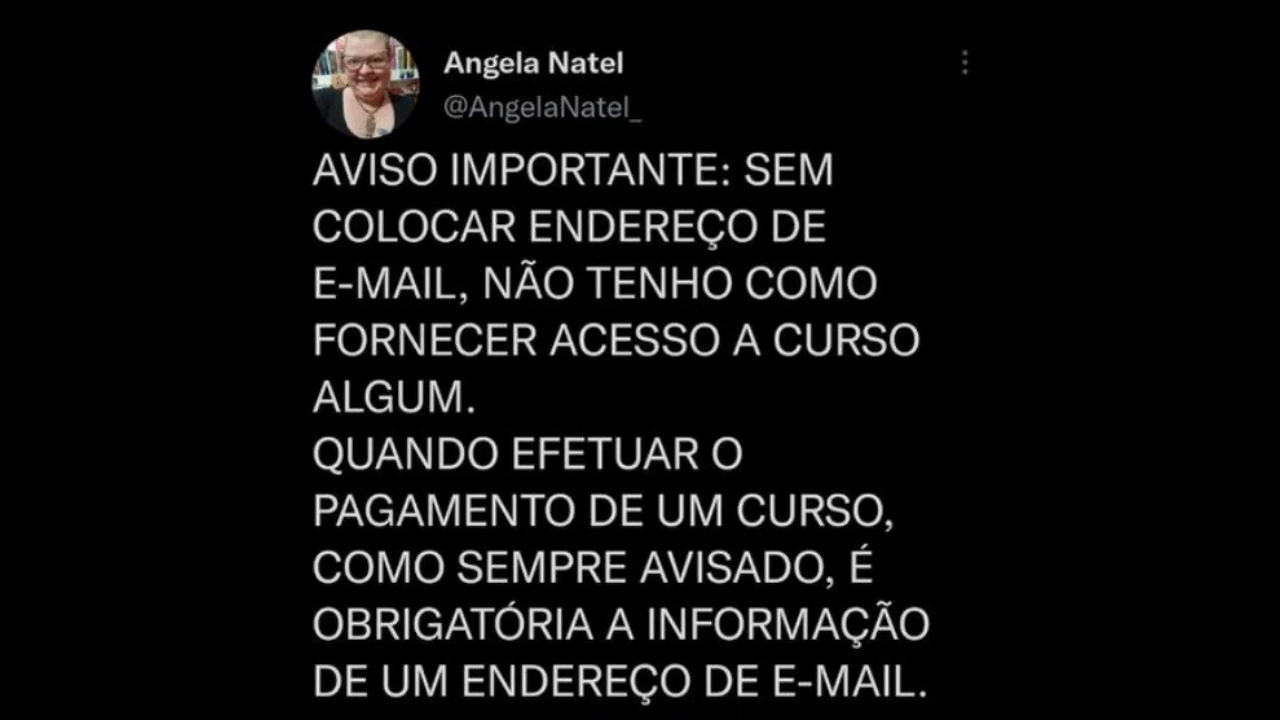 Angela Natel
@AngelaNatel_
AVISO IMPORTANTE: SEM
COLOCAR ENDEREÇO DE
E-MAIL, NÃO TENHO COMO
FORNECER ACESSO A CURSO
ALGUM.
QUANDO EFETUAR O
PAGAMENTO DE UM CURSO,
COMO SEMPRE AVISADO, É
OBRIGATÓRIA A INFORMAÇÃO
DE UM ENDEREÇO DE E-MAIL.